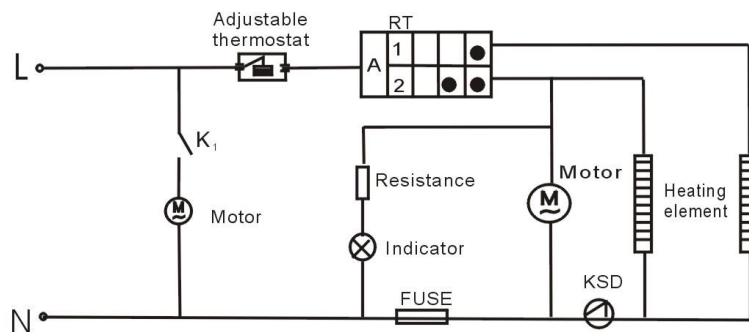 Adjustable
thermostat
RT
L
A
1
2
K1
Resistance
Motor
M
Motor
M
Heating
element
Indicator
KSD
FUSE
N